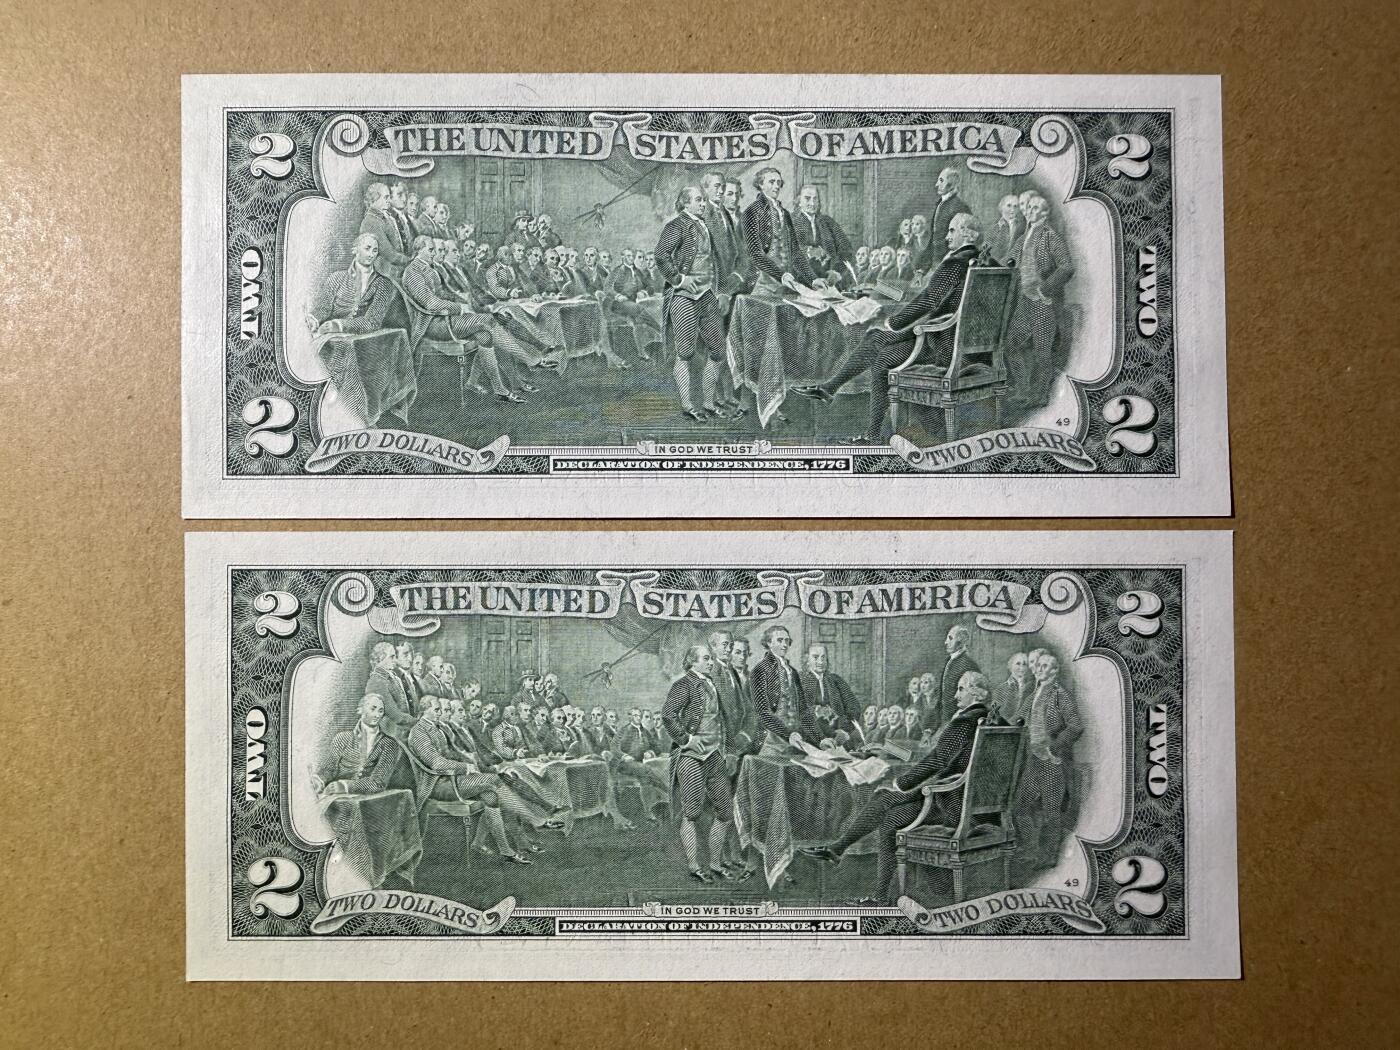 THE UNITED STATES OF AMERICA
2 2
TWO TWO
2 2
49
TWO DOLLARS IN GOD WE TRUST TWO DOLLARS
DECLARATION OF INDEPENDENCE, 1776
THE UNITED STATES OF AMERICA
2 2
TWO TWO
2 2
49
TWO DOLLARS IN GOD WE TRUST TWO DOLLARS
DECLARATION OF INDEPENDENCE, 1776